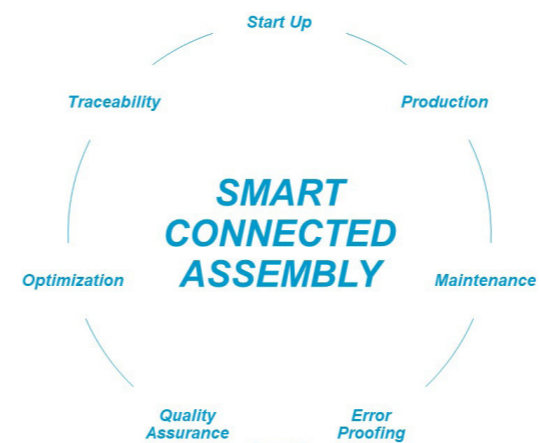 Start Up
Traceability
Production
SMART
CONNECTED
ASSEMBLY
Optimization
Maintenance
Quality
Assurance
Error
Proofing